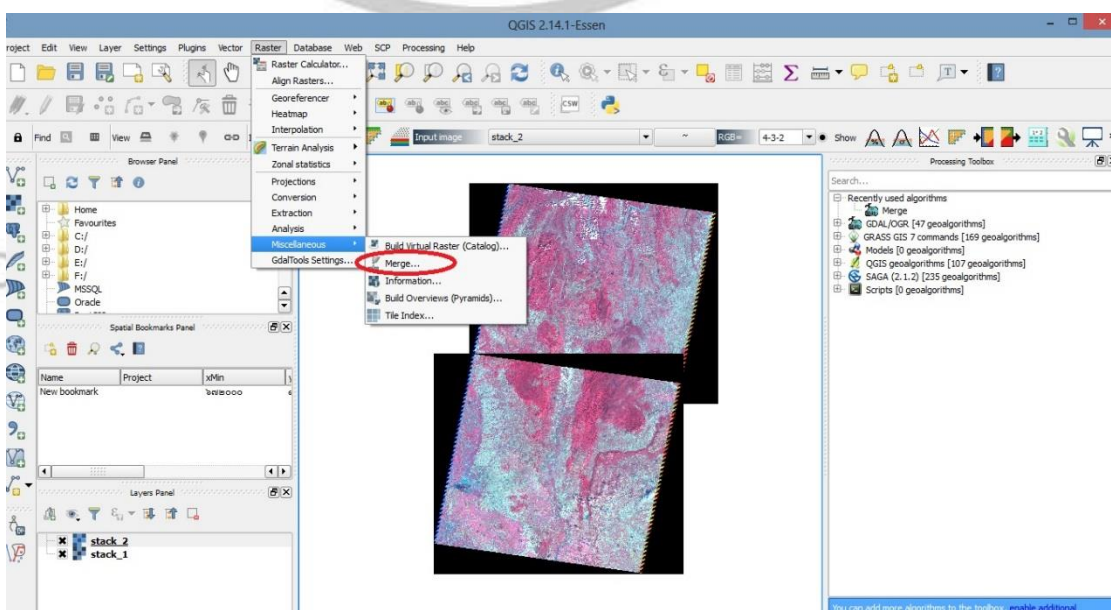 QGIS 2.14.1-Essen
roject Edit View Layer Settings Plugins Vector Raster Database Web SCP Processing Help
Raster Calculator...
Align Rasters...
Georeferencer
Heatmap
Interpolation
Terrain Analysis
Zonal statistics
Projections
Conversion
Extraction
Analysis
Miscellaneous
GdalTools Settings...
Build Virtual Raster (Catalog)...
Merge...
Information...
Build Overviews (Pyramids)...
Tile Index...
abc abc abc abc abc CSW
Find View Input image stack_2 ~ RGB= 4-3-2 Show
Browser Panel
Home
Favourites
C:/
D:/
E:/
F:/
MSSQL
Oracle
Spatial Bookmarks Panel
Name Project xMin
New bookmark
Layers Panel
stack_2
stack_1
Processing Toolbox
Search...
Recently used algorithms
Merge
GDAL/OGR [47 geoalgorithms]
GRASS GIS 7 commands [169 geoalgorithms]
Models [0 geoalgorithms]
QGIS geoalgorithms [107 geoalgorithms]
SAGA (2.1.2) [235 geoalgorithms]
Scripts [0 geoalgorithms]
You can add more algorithms to the toolbox, enable additional